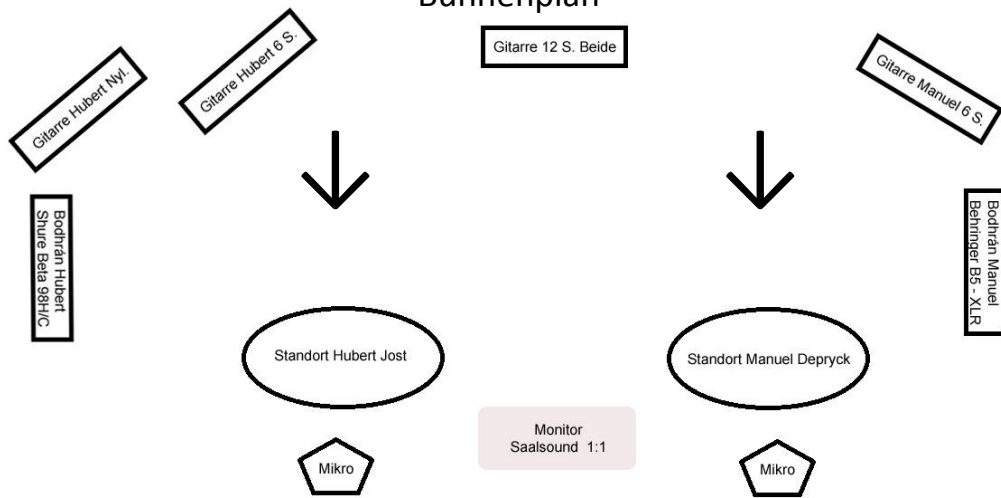 Bühnenplan
Gitarre Hubert Nyl.
Gitarre Hubert 6 S.
Gitarre 12 S. Beide
Gitarre Manuel 6 S.
Bodhrán Hubert
Shure Beta 98H/C
Bodhrán Manuel
Behringer B5 - XLR
Standort Hubert Jost
Standort Manuel Depryck
Monitor
Saalsound 1:1
Mikro
Mikro